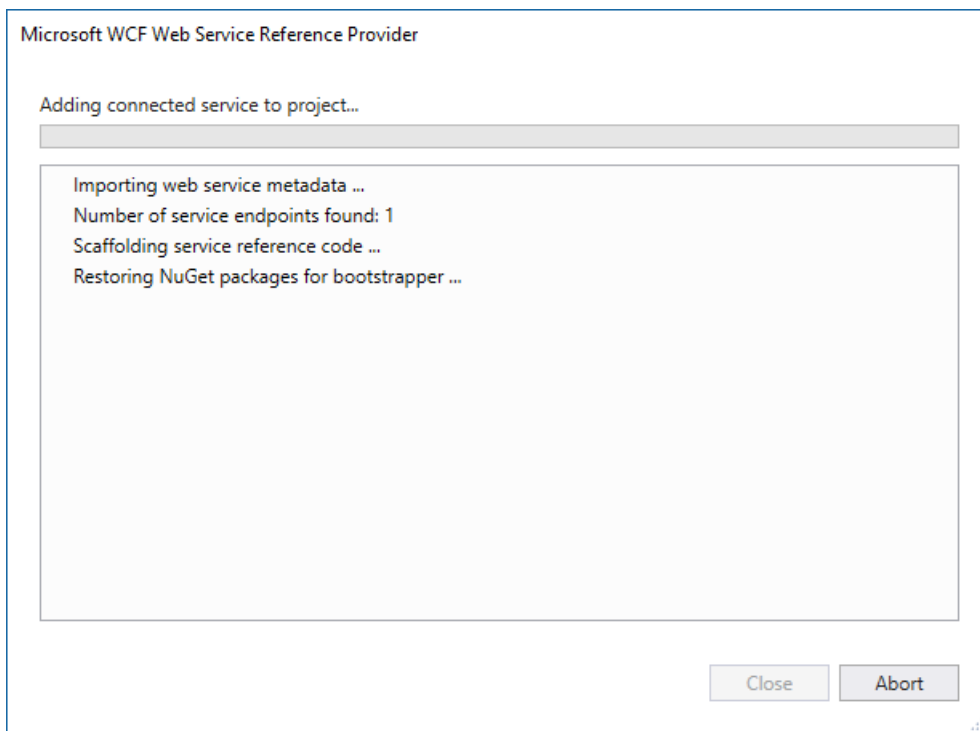 Microsoft WCF Web Service Reference Provider
Adding connected service to project...
Importing web service metadata ...
Number of service endpoints found: 1
Scaffolding service reference code ...
Restoring NuGet packages for bootstrapper ...
Close
Abort